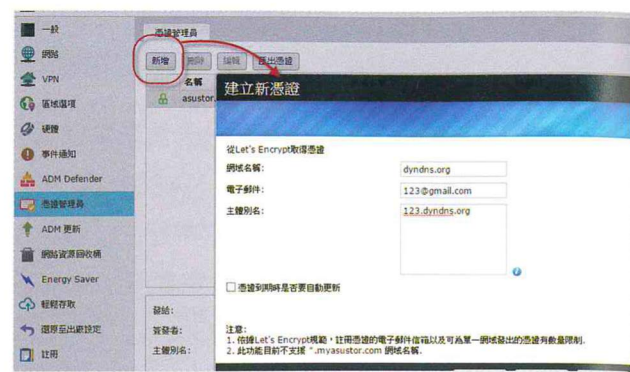 一般
網路
VPN
區域選項
硬體
事件通知
ADM Defender
憑證管理員
ADM 更新
網路資源回收桶
Energy Saver
輕鬆存取
還原至出廠設定
註冊
憑證管理員
新增 刪除 編輯 匯出憑證
名稱
asustor.
發給:
簽發者:
主體別名:
建立新憑證
從Let's Encrypt取得憑證
網域名稱: dyndns.org
電子郵件: 123@gmail.com
主體別名: 123.dyndns.org
憑證到期時是否要自動更新
注意:
1. 依據Let's Encrypt規範,註冊憑證的電子郵件信箱以及可為單一網域發出的憑證有數量限制.
2. 此功能目前不支援 *.myasustor.com 網域名稱.